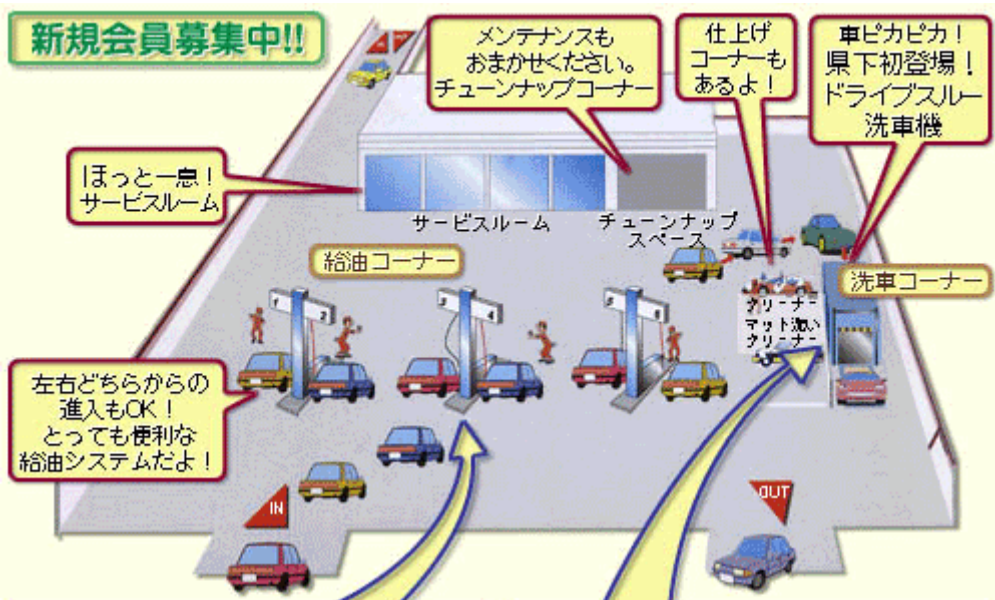 新規会員募集中!!
メンテナンスも
おまかせください。
チューンナップコーナー
仕上げ
コーナーも
あるよ！
車ピカピカ！
県下初登場！
ドライブスルー
洗車機
ほっと一息！
サービスルーム
サービスルーム
チューンナップ
スペース
給油コーナー
洗車コーナー
1
2
3
4
5
6
クリーナー
マット洗い
クリーナー
左右どちらからの
進入もOK！
とっても便利な
給油システムだよ！
IN
OUT